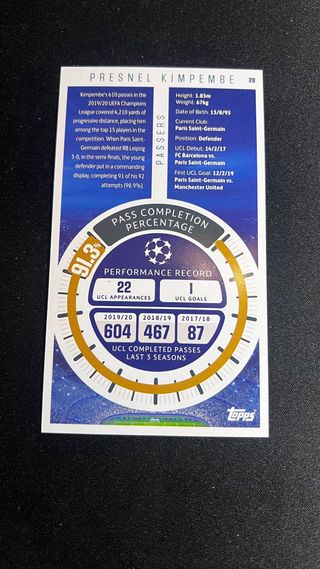 PRESNEL KIMPEMBE 28
Kimpembe's 610 passes in the
2019/20 UEFA Champions
League covered 4,210 yards of
progressive distance, placing him
among the top 15 players in the
competition. When Paris Saint-
Germain defeated RB Leipzig
3-0, in the semi-finals, the young
defender put in a commanding
display, completing 91 of his 92
attempts (98.9%).
PASSERS
Height: 1.83m
Weight: 67kg
Date of Birth: 13/8/95
Current Club:
Paris Saint-Germain
Position: Defender
UCL Debut: 14/2/17
FC Barcelona vs.
Paris Saint-Germain
First UCL Goal: 12/2/19
Paris Saint-Germain vs.
Manchester United
PASS COMPLETION
PERCENTAGE
91.3%
PERFORMANCE RECORD
22
UCL APPEARANCES
1
UCL GOALS
2019/20 2018/19 2017/18
604 467 87
UCL COMPLETED PASSES
LAST 3 SEASONS
topps